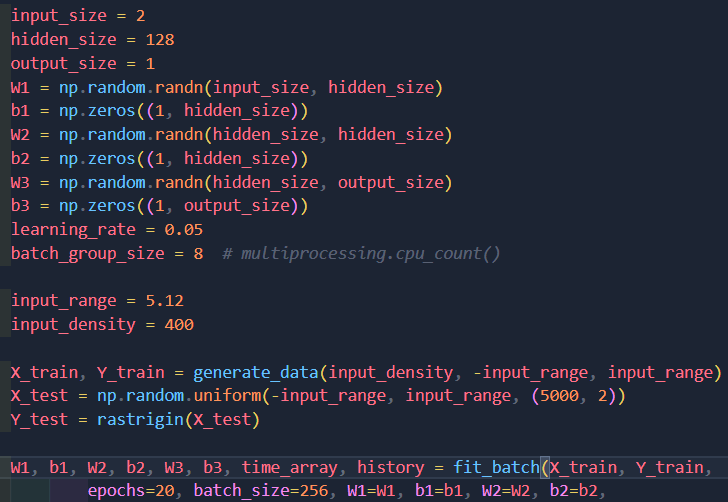 input_size = 2
hidden_size = 128
output_size = 1
W1 = np.random.randn(input_size, hidden_size)
b1 = np.zeros((1, hidden_size))
W2 = np.random.randn(hidden_size, hidden_size)
b2 = np.zeros((1, hidden_size))
W3 = np.random.randn(hidden_size, output_size)
b3 = np.zeros((1, output_size))
learning_rate = 0.05
batch_group_size = 8  # multiprocessing.cpu_count()
input_range = 5.12
input_density = 400
X_train, Y_train = generate_data(input_density, -input_range, input_range)
X_test = np.random.uniform(-input_range, input_range, (5000, 2))
Y_test = rastrigin(X_test)
W1, b1, W2, b2, W3, b3, time_array, history = fit_batch(X_train, Y_train,
epochs=20, batch_size=256, W1=W1, b1=b1, W2=W2, b2=b2,